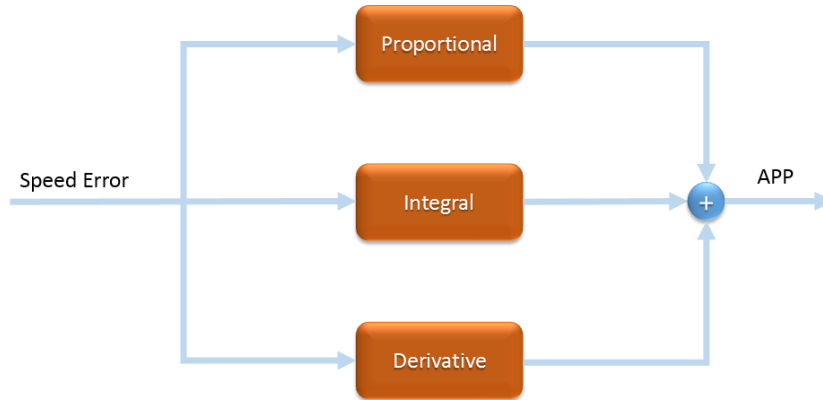 Proportional
Speed Error
Integral
+
APP
Derivative